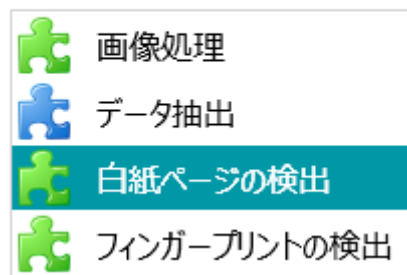 画像処理
データ抽出
白紙ページの検出
フィンガープリントの検出